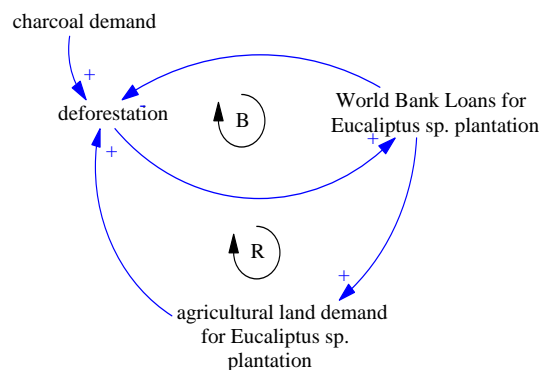 charcoal demand
+
deforestation
-
B
World Bank Loans for
Eucaliptus sp. plantation
+
+
R
+
agricultural land demand
for Eucaliptus sp.
plantation